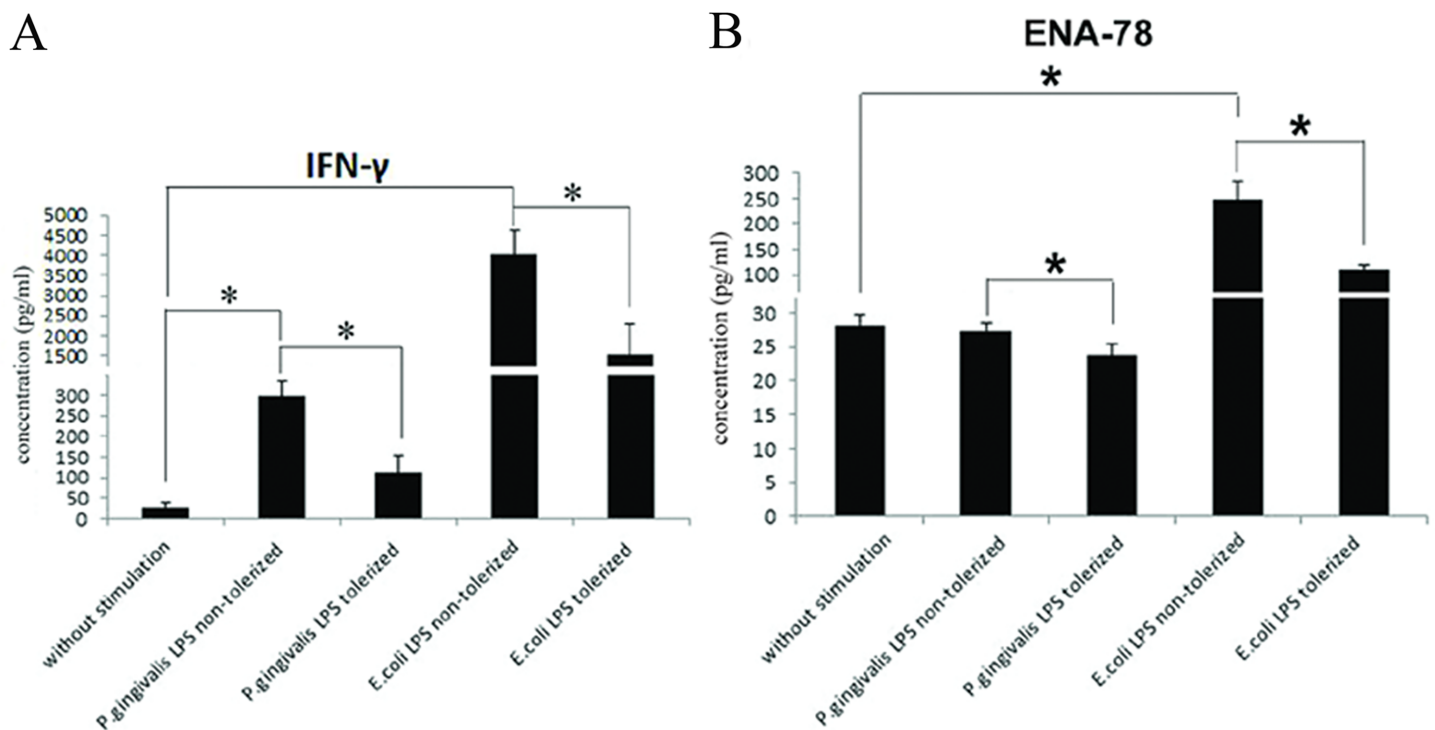 A
IFN-γ
*
*
*
concentration (pg/ml)
5000
4500
4000
3500
3000
2500
2000
1500
300
250
200
150
100
50
0
without stimulation
P.gingivalis LPS non-tolerized
P.gingivalis LPS tolerized
E.coli LPS non-tolerized
E.coli LPS tolerized
B
ENA-78
*
*
*
concentration (pg/ml)
300
250
200
150
100
30
25
20
15
10
5
0
without stimulation
P.gingivalis LPS non-tolerized
P.gingivalis LPS tolerized
E.coli LPS non-tolerized
E.coli LPS tolerized